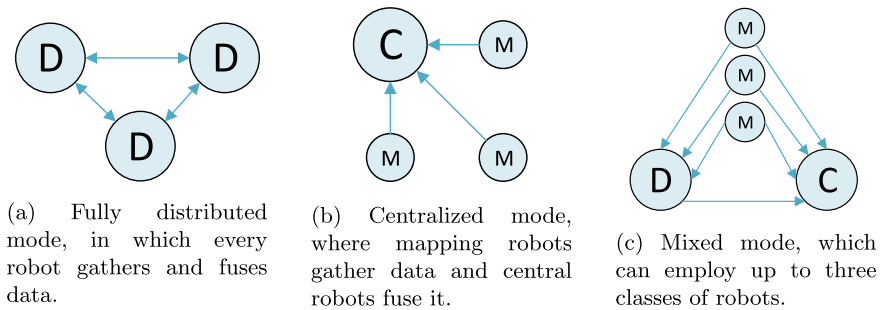 D
D
D
(a) Fully distributed
mode, in which every
robot gathers and fuses
data.
C
M
M
M
(b) Centralized mode,
where mapping robots
gather data and central
robots fuse it.
M
M
M
D
C
(c) Mixed mode, which
can employ up to three
classes of robots.